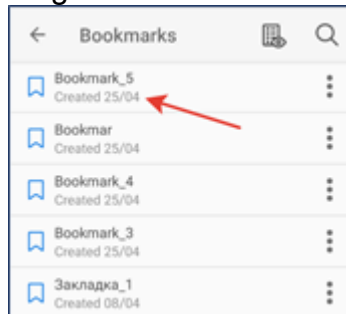 Bookmarks
Bookmark_5
Created 25/04
Bookmar
Created 25/04
Bookmark_4
Created 25/04
Bookmark_3
Created 25/04
Закладка_1
Created 08/04